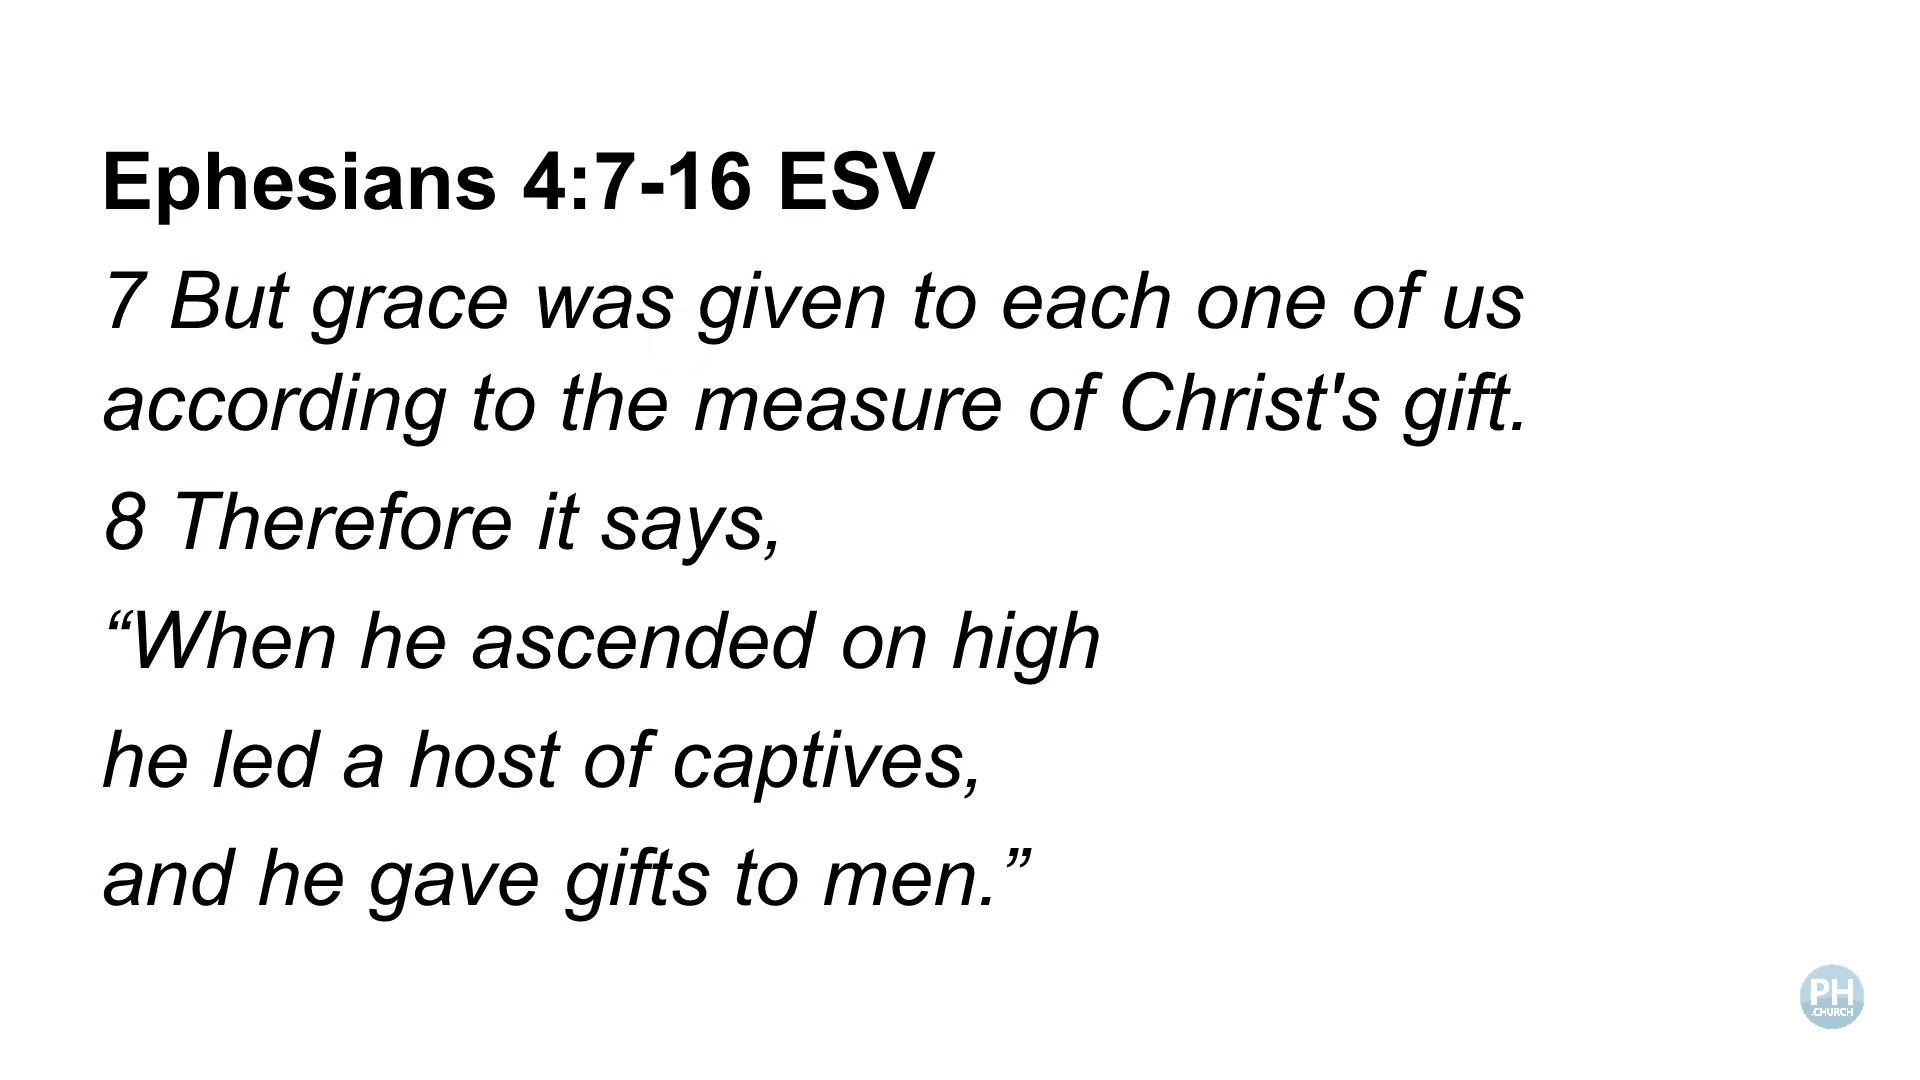 Ephesians 4:7-16 ESV
7 But grace was given to each one of us
according to the measure of Christ's gift.
8 Therefore it says,
“When he ascended on high
he led a host of captives,
and he gave gifts to men.”
PH
.CHURCH